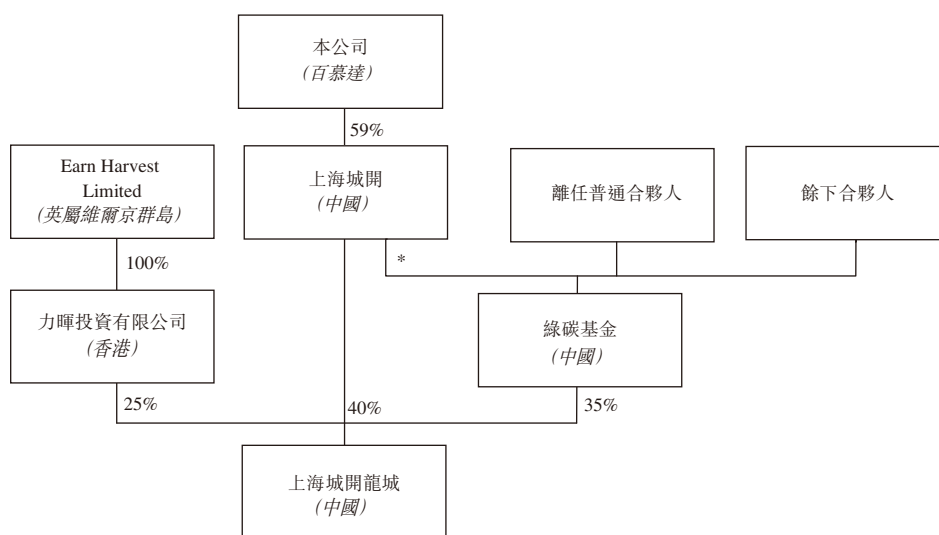 本公司
(百慕達)
59%
Earn Harvest
Limited
(英屬維爾京群島)
上海城開
(中國)
離任普通合夥人
餘下合夥人
100%
*
力暉投資有限公司
(香港)
綠碳基金
(中國)
25%
40%
35%
上海城開龍城
(中國)